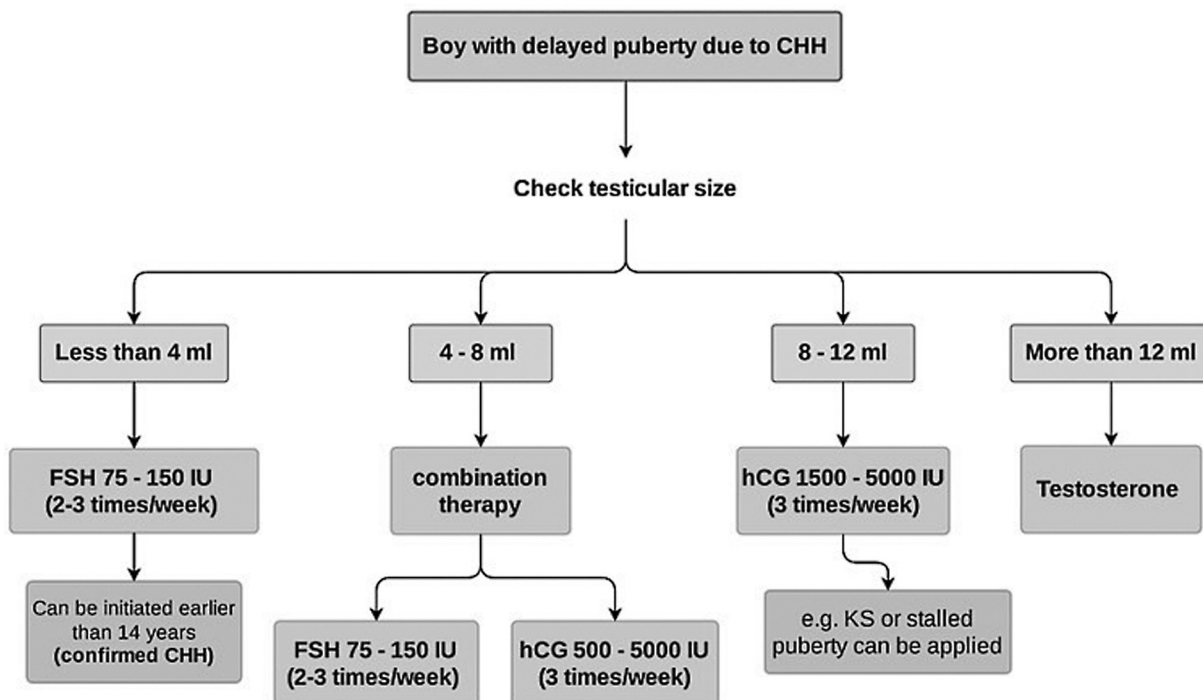 Boy with delayed puberty due to CHH
Check testicular size
Less than 4 ml
4 - 8 ml
8 - 12 ml
More than 12 ml
FSH 75 - 150 IU
(2-3 times/week)
combination
therapy
hCG 1500 - 5000 IU
(3 times/week)
Testosterone
Can be initiated earlier
than 14 years
(confirmed CHH)
FSH 75 - 150 IU
(2-3 times/week)
hCG 500 - 5000 IU
(3 times/week)
e.g. KS or stalled
puberty can be applied